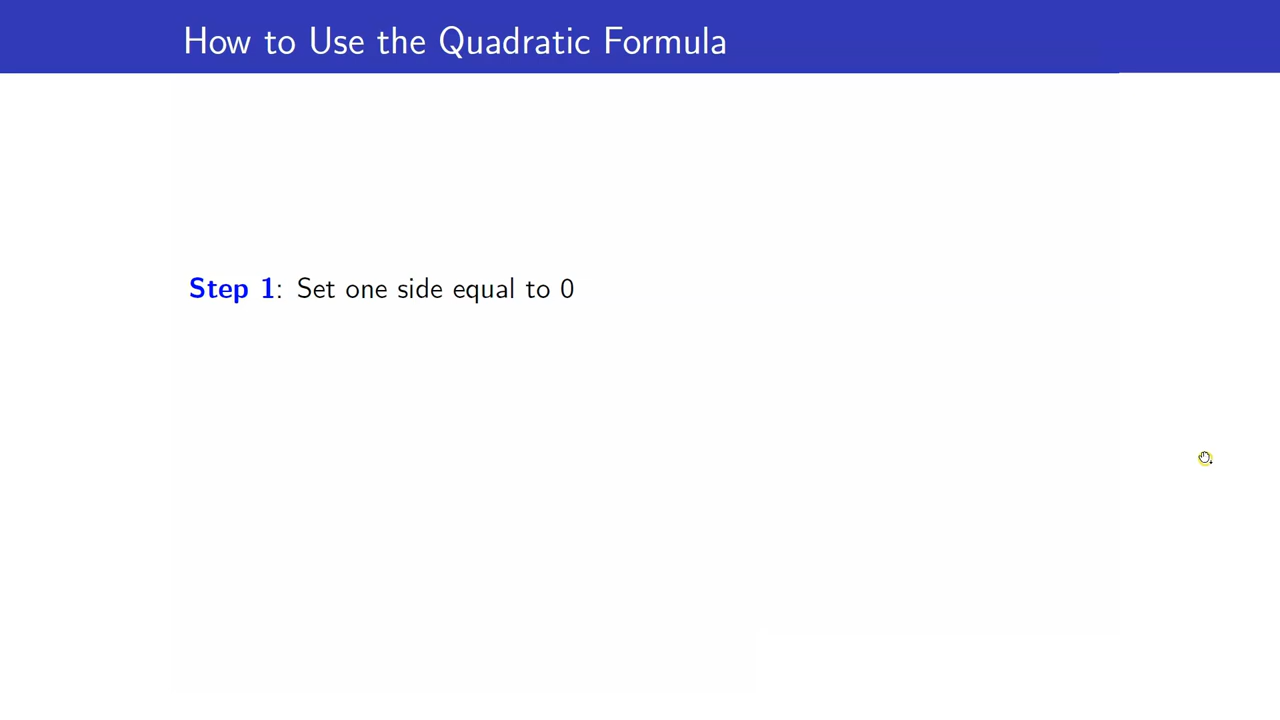 How to Use the Quadratic Formula
Step 1: Set one side equal to 0